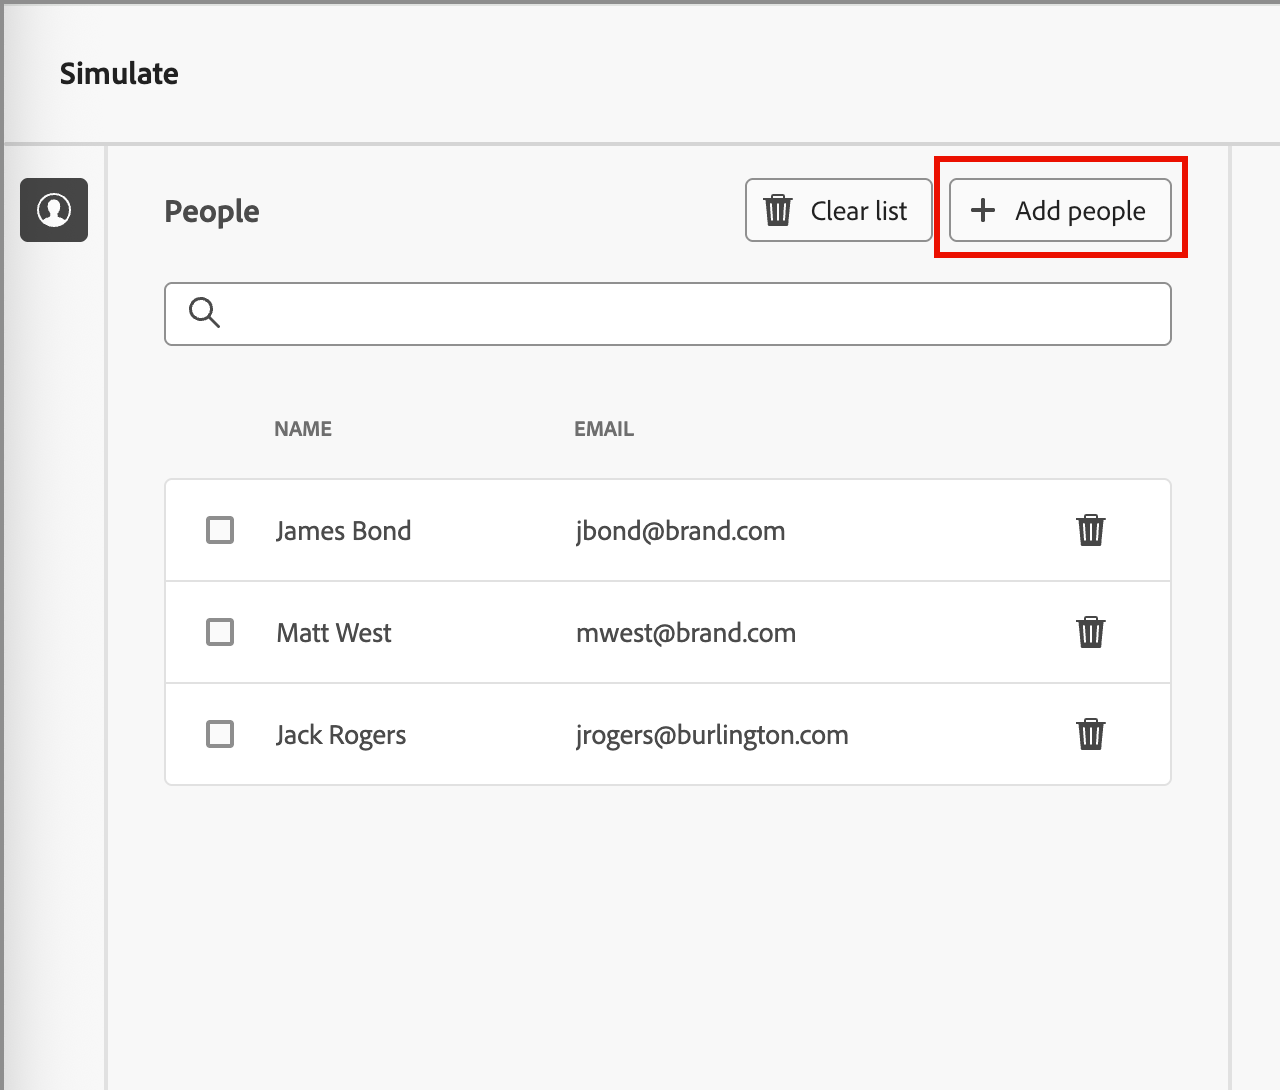 Simulate
People
Clear list
Add people
NAME EMAIL
James Bond jbond@brand.com
Matt West mwest@brand.com
Jack Rogers jrogers@burlington.com